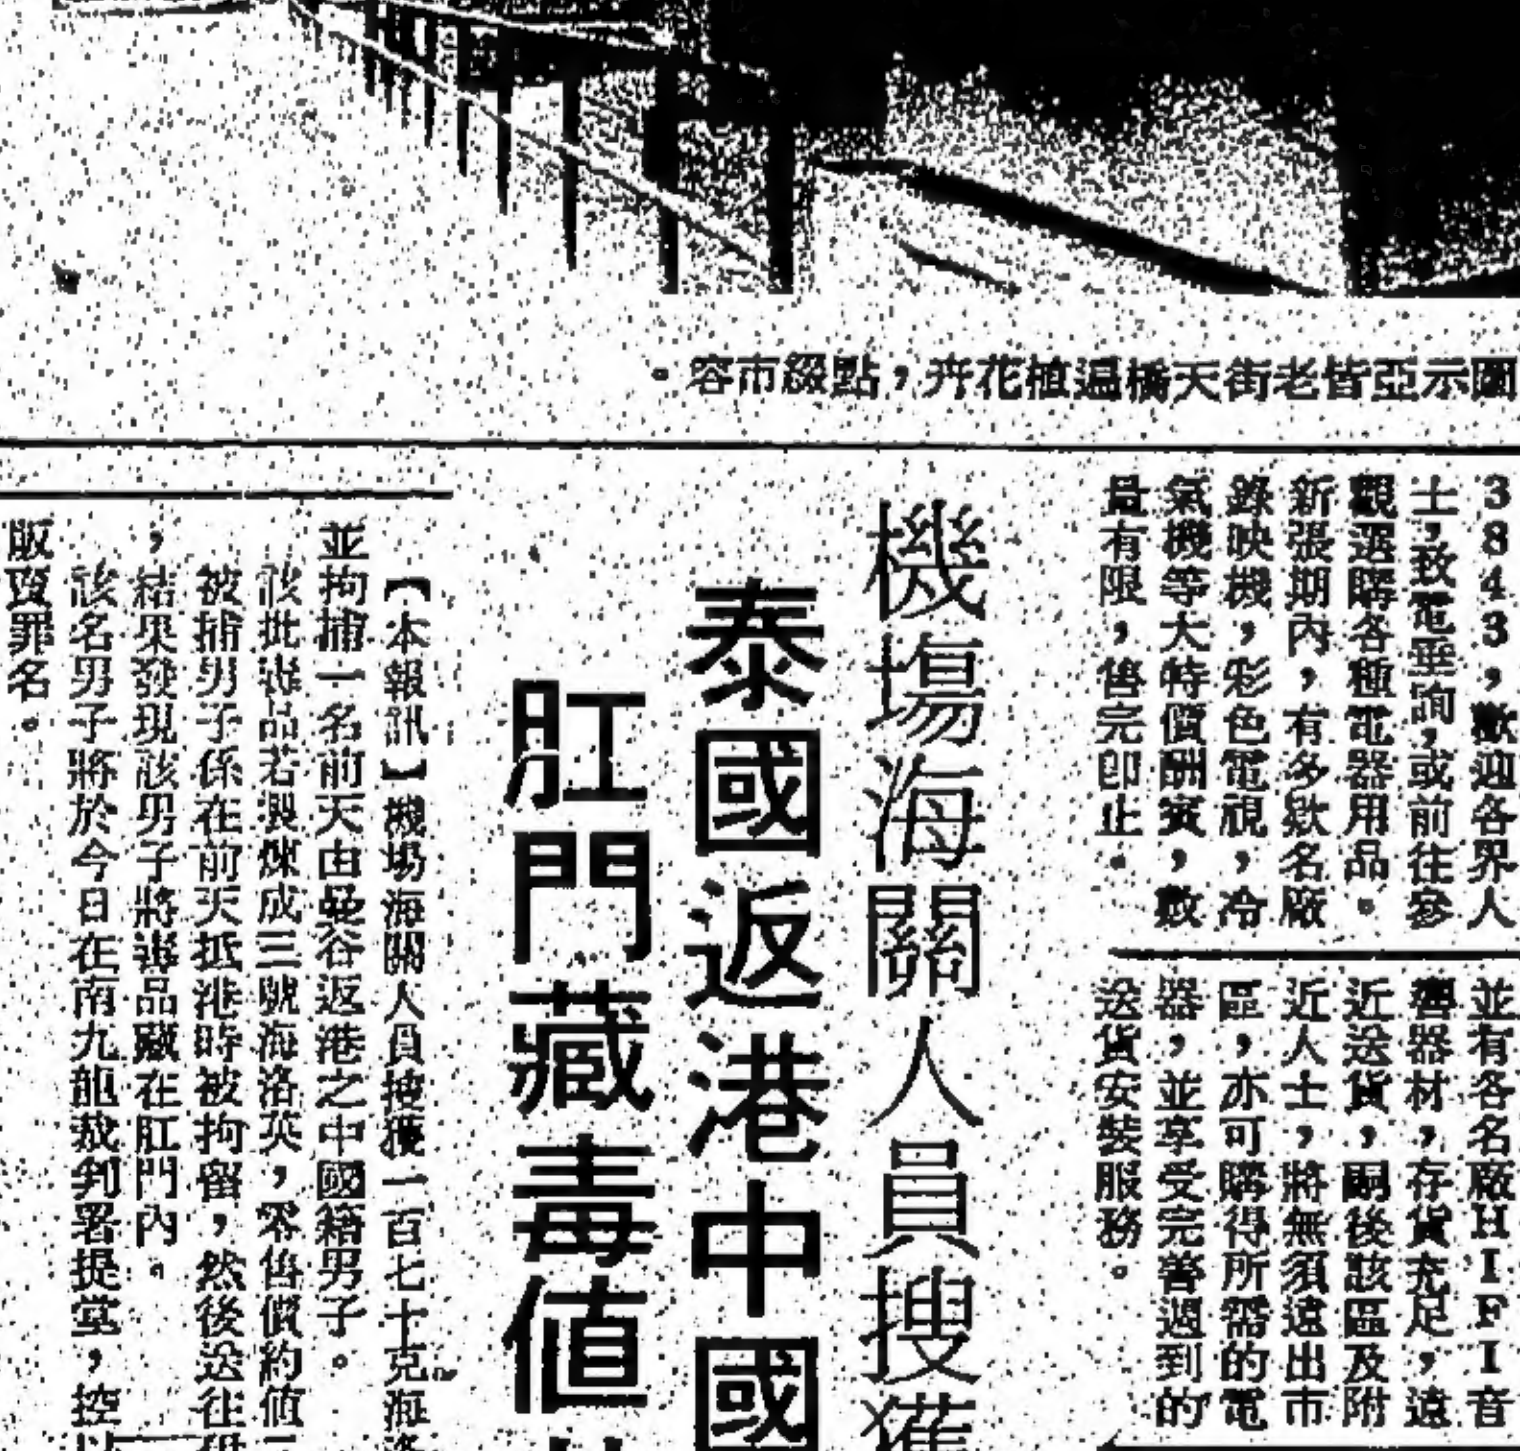 圖示亞皆老街天橋遍植花卉，點綴市容。
3843，歡迎各界人
士，致電垂詢，或前往參
觀選購各種電器用品。
新張期內，有多欵名廠
錄映機，彩色電視，冷
氣機等大特價酬賓，數
量有限，售完即止。
並有各名廠HIFI音
響器材，存貨充足，遠
近送貨，嗣後該區及附
近人士，將無須遠出市
區，亦可購得所需的電
器，並享受完善週到的
送貨安裝服務。
機場海關人員搜獲
泰國返港中國
肛門藏毒値
【本報訊】機場海關人員搜獲一百七十克海洛
並拘捕一名前天由曼谷返港之中國籍男子。
該批毒品若製煉成三號海洛英，零售價約值
被捕男子係在前天抵港時被拘留，然後送往
，結果發現該男子將毒品藏在肛門內。
該名男子將於今日在南九龍裁判署提堂，控以
販賣罪名。